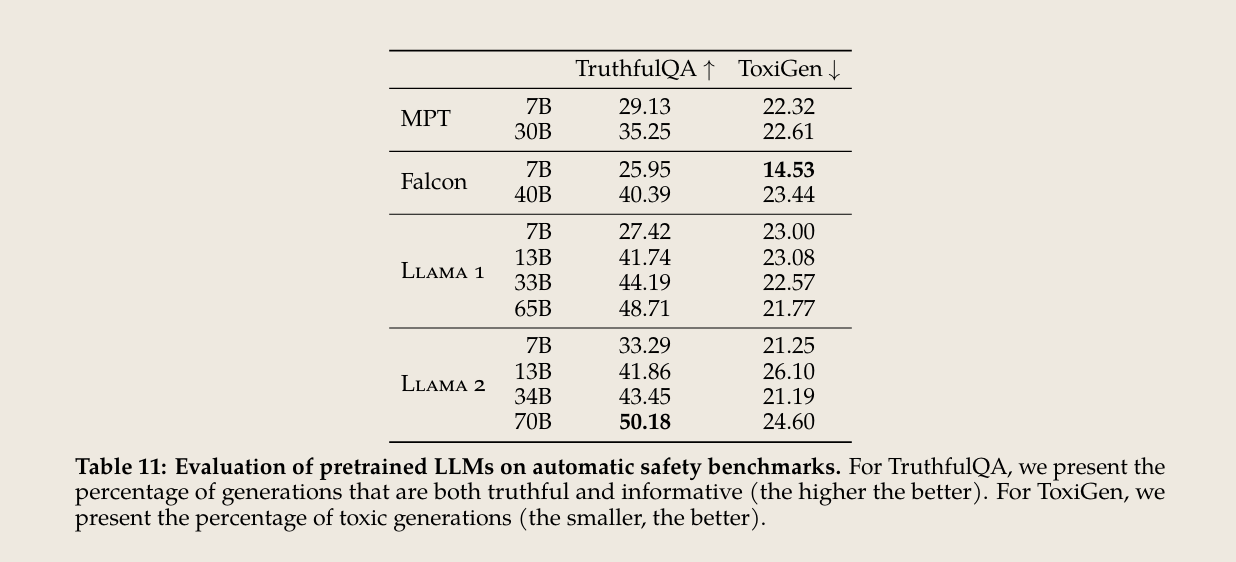 TruthfulQA ↑ ToxiGen ↓
MPT
7B 29.13 22.32
30B 35.25 22.61
Falcon
7B 25.95 14.53
40B 40.39 23.44
LLAMA 1
7B 27.42 23.00
13B 41.74 23.08
33B 44.19 22.57
65B 48.71 21.77
LLAMA 2
7B 33.29 21.25
13B 41.86 26.10
34B 43.45 21.19
70B 50.18 24.60
Table 11: Evaluation of pretrained LLMs on automatic safety benchmarks. For TruthfulQA, we present the
percentage of generations that are both truthful and informative (the higher the better). For ToxiGen, we
present the percentage of toxic generations (the smaller, the better).